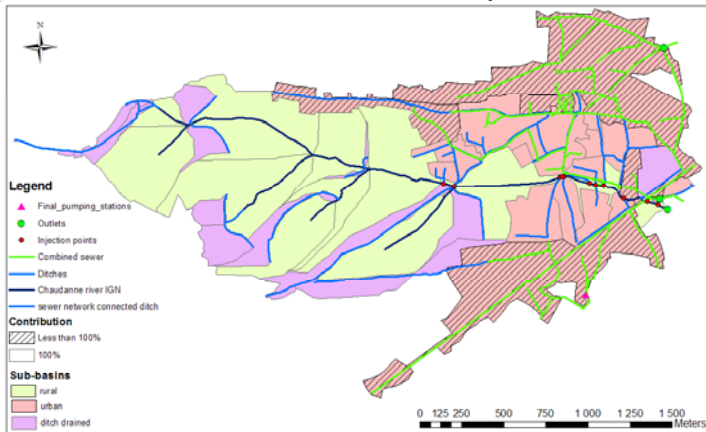 N
Legend
Final_pumping_stations
Outlets
Injection points
Combined sewer
Ditches
Chaudanne river IGN
sewer network connected ditch
Contribution
Less than 100%
100%
Sub-basins
rural
urban
ditch drained
0 125 250 500 750 1 000 1 250 1 500
Meters